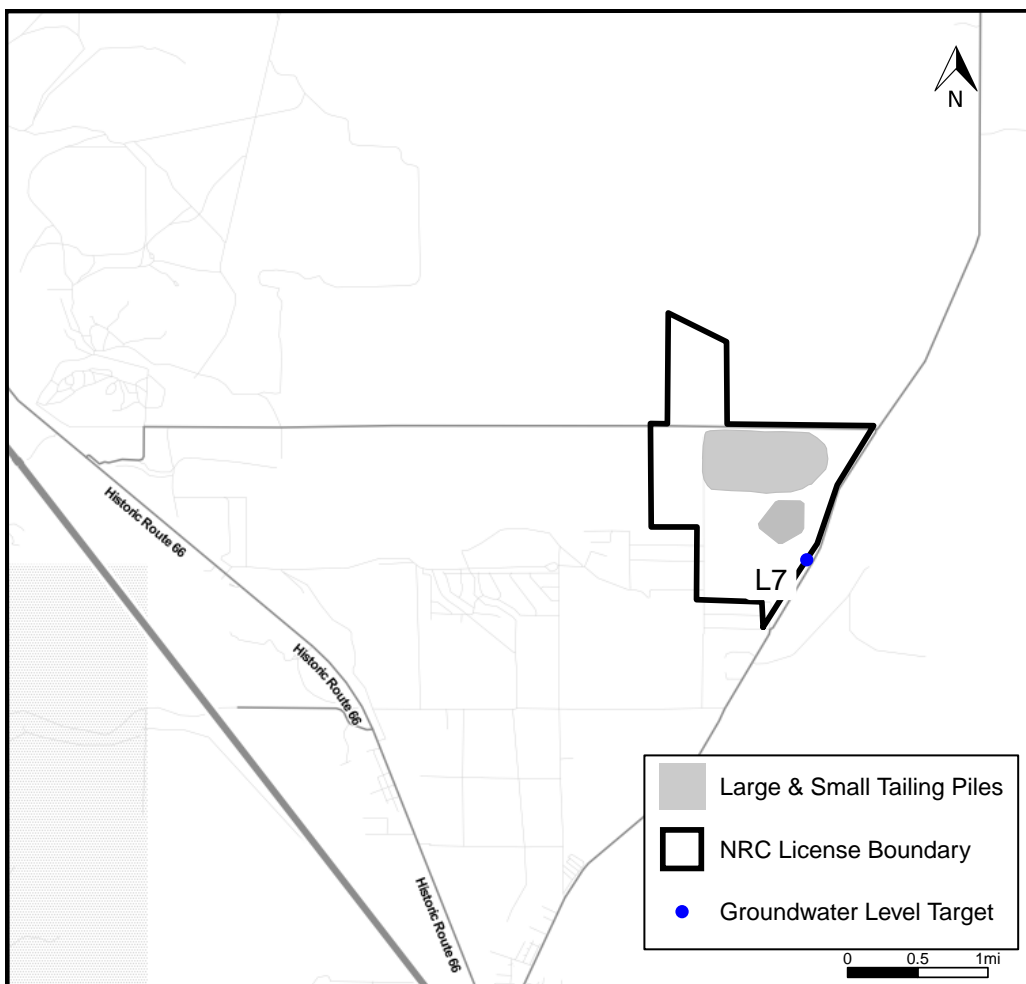 N
Historic Route 66
L7
Historic Route 66
Historic Route 66
Large & Small Tailing Piles
NRC License Boundary
Groundwater Level Target
0 0.5 1mi